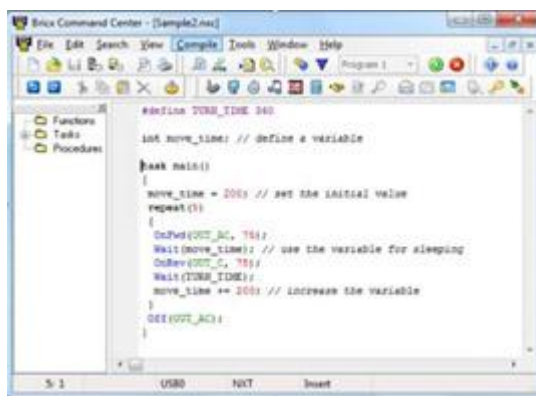 Bricx Command Center - [Sample2.nxc]
File Edit Search View Compile Tools Window Help
Program 1
Functions
Tasks
Procedures
#define TURN_TIME 360
int move_time; // define a variable
task main()
{
move_time = 200; // set the initial value
repeat(5)
{
OnFwd(OUT_AC, 75);
Wait(move_time); // use the variable for sleeping
OnRev(OUT_C, 75);
Wait(TURN_TIME);
move_time += 200; // increase the variable
}
Off(OUT_AC);
}
5: 1 USB0 NXT Insert